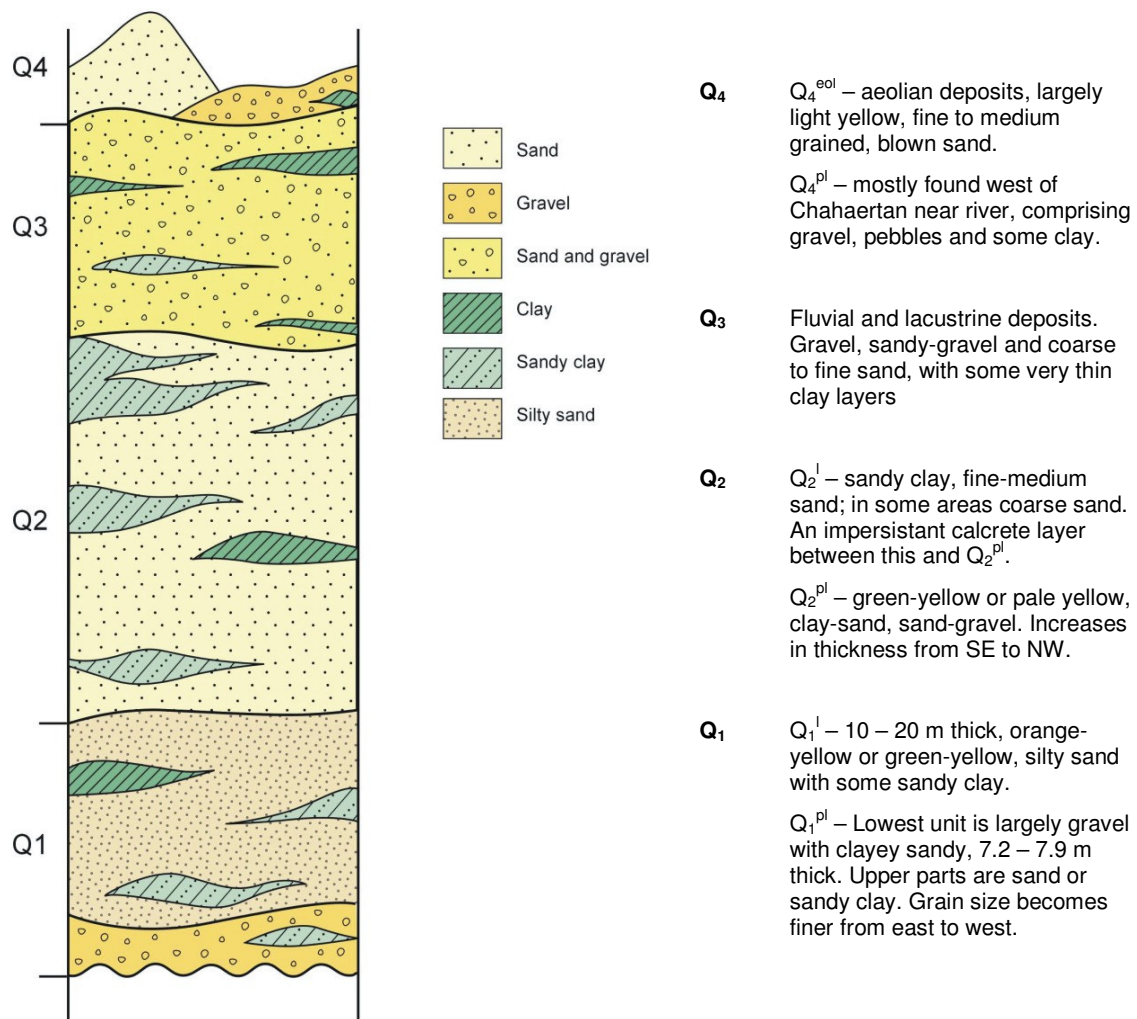 Q4
Q3
Q2
Q1
Sand
Gravel
Sand and gravel
Clay
Sandy clay
Silty sand
Q4 Q4eol – aeolian deposits, largely
light yellow, fine to medium
grained, blown sand.
Q4pl – mostly found west of
Chahaertan near river, comprising
gravel, pebbles and some clay.
Q3 Fluvial and lacustrine deposits.
Gravel, sandy-gravel and coarse
to fine sand, with some very thin
clay layers
Q2 Q2l – sandy clay, fine-medium
sand; in some areas coarse sand.
An impersistant calcrete layer
between this and Q2pl.
Q2pl – green-yellow or pale yellow,
clay-sand, sand-gravel. Increases
in thickness from SE to NW.
Q1 Q1l – 10 – 20 m thick, orange-
yellow or green-yellow, silty sand
with some sandy clay.
Q1pl – Lowest unit is largely gravel
with clayey sandy, 7.2 – 7.9 m
thick. Upper parts are sand or
sandy clay. Grain size becomes
finer from east to west.